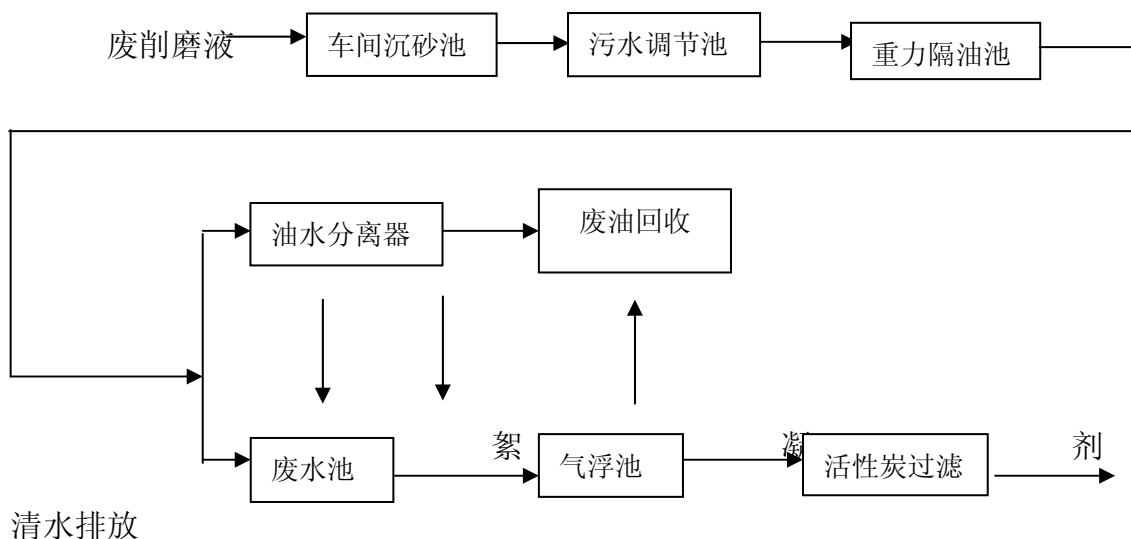 废削磨液 车间沉砂池 污水调节池 重力隔油池
油水分离器 废油回收
废水池 絮 气浮池 凝 活性炭过滤 剂
清水排放